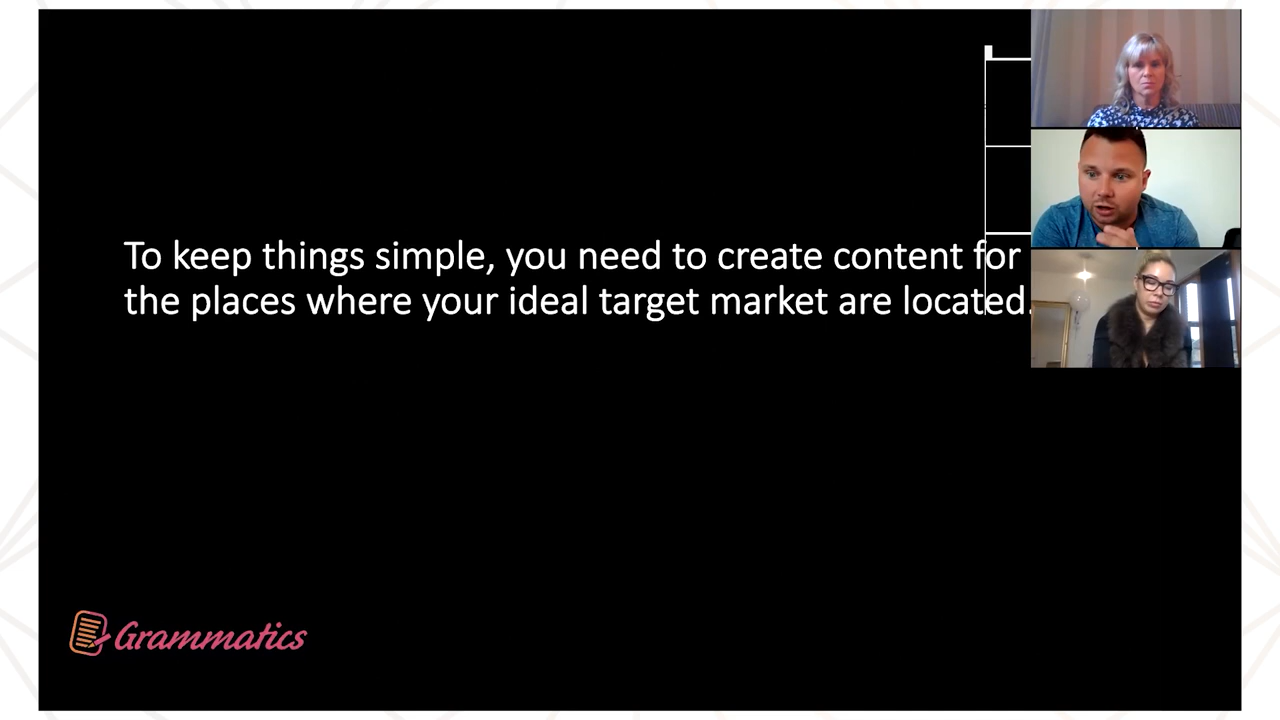 To keep things simple, you need to create content for
the places where your ideal target market are located.
Grammatics